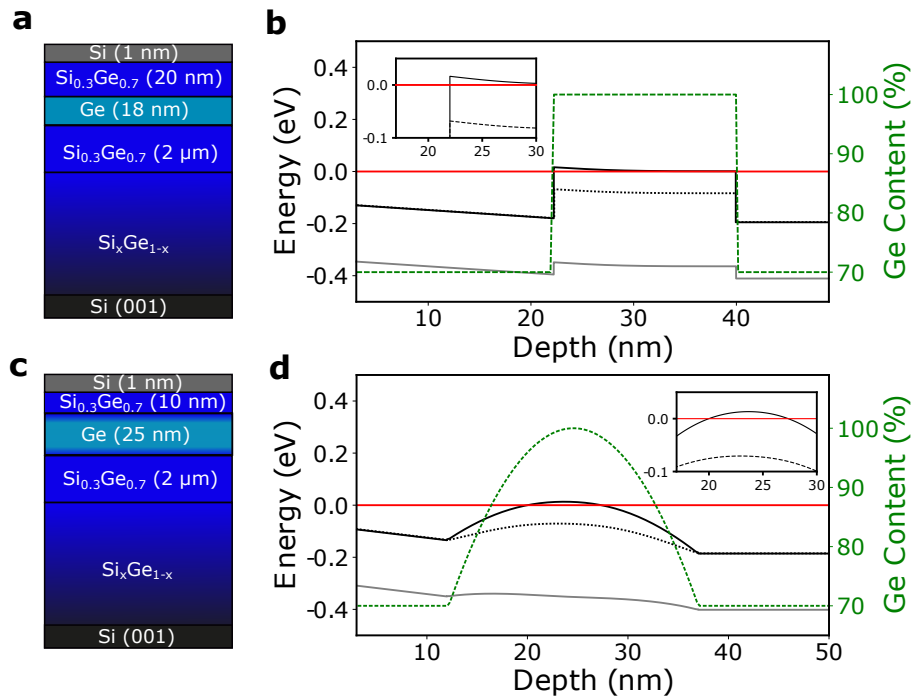 a
Si (1 nm)
Si0.3Ge0.7 (20 nm)
Ge (18 nm)
Si0.3Ge0.7 (2 μm)
SixGe1-x
Si (001)
b
0.4
0.2
0.0
-0.2
-0.4
Energy (eV)
0.0
-0.1
20
25
30
10
20
30
40
Depth (nm)
100
90
80
70
Ge Content (%)
c
Si (1 nm)
Si0.3Ge0.7 (10 nm)
Ge (25 nm)
Si0.3Ge0.7 (2 μm)
SixGe1-x
Si (001)
d
0.4
0.2
0.0
-0.2
-0.4
Energy (eV)
0.0
-0.1
20
25
30
10
20
30
40
50
Depth (nm)
100
90
80
70
Ge Content (%)